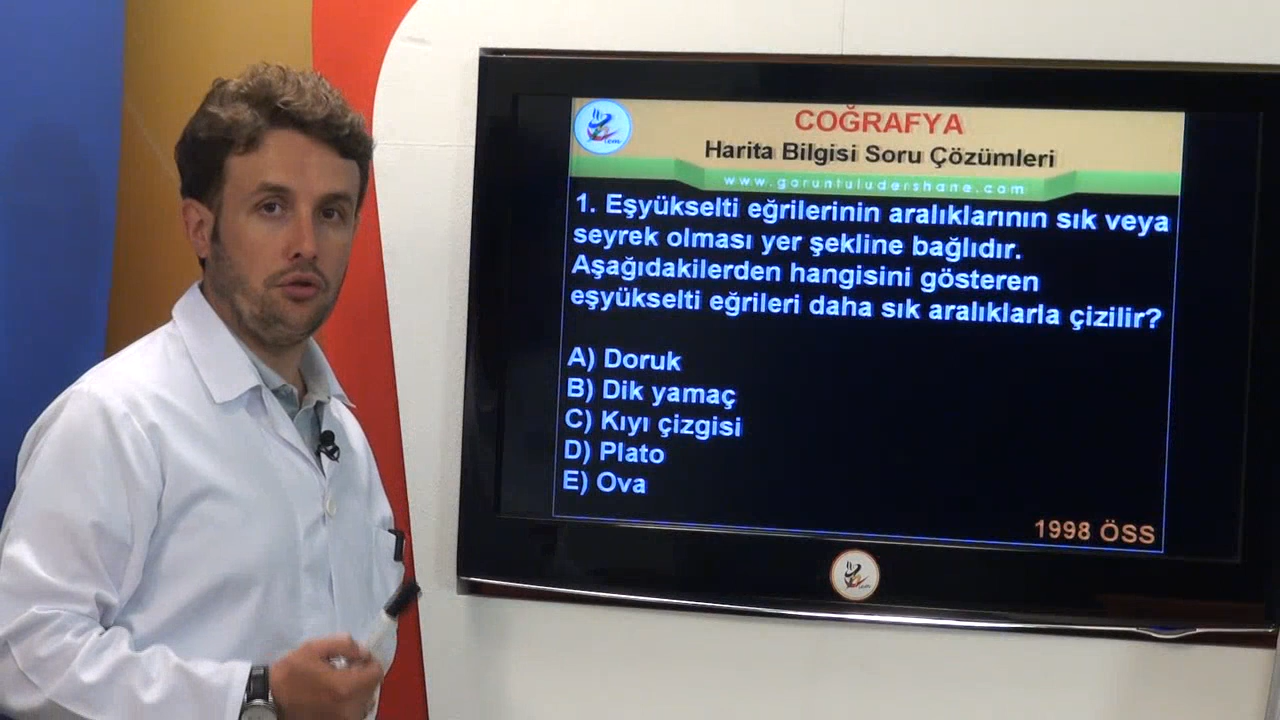 COĞRAFYA
Harita Bilgisi Soru Çözümleri
www.goruntuludershane.com
1. Eşyükselti eğrilerinin aralıklarının sık veya
seyrek olması yer şekline bağlıdır.
Aşağıdakilerden hangisini gösteren
eşyükselti eğrileri daha sık aralıklarla çizilir?
A) Doruk
B) Dik yamaç
C) Kıyı çizgisi
D) Plato
E) Ova
1998 ÖSS